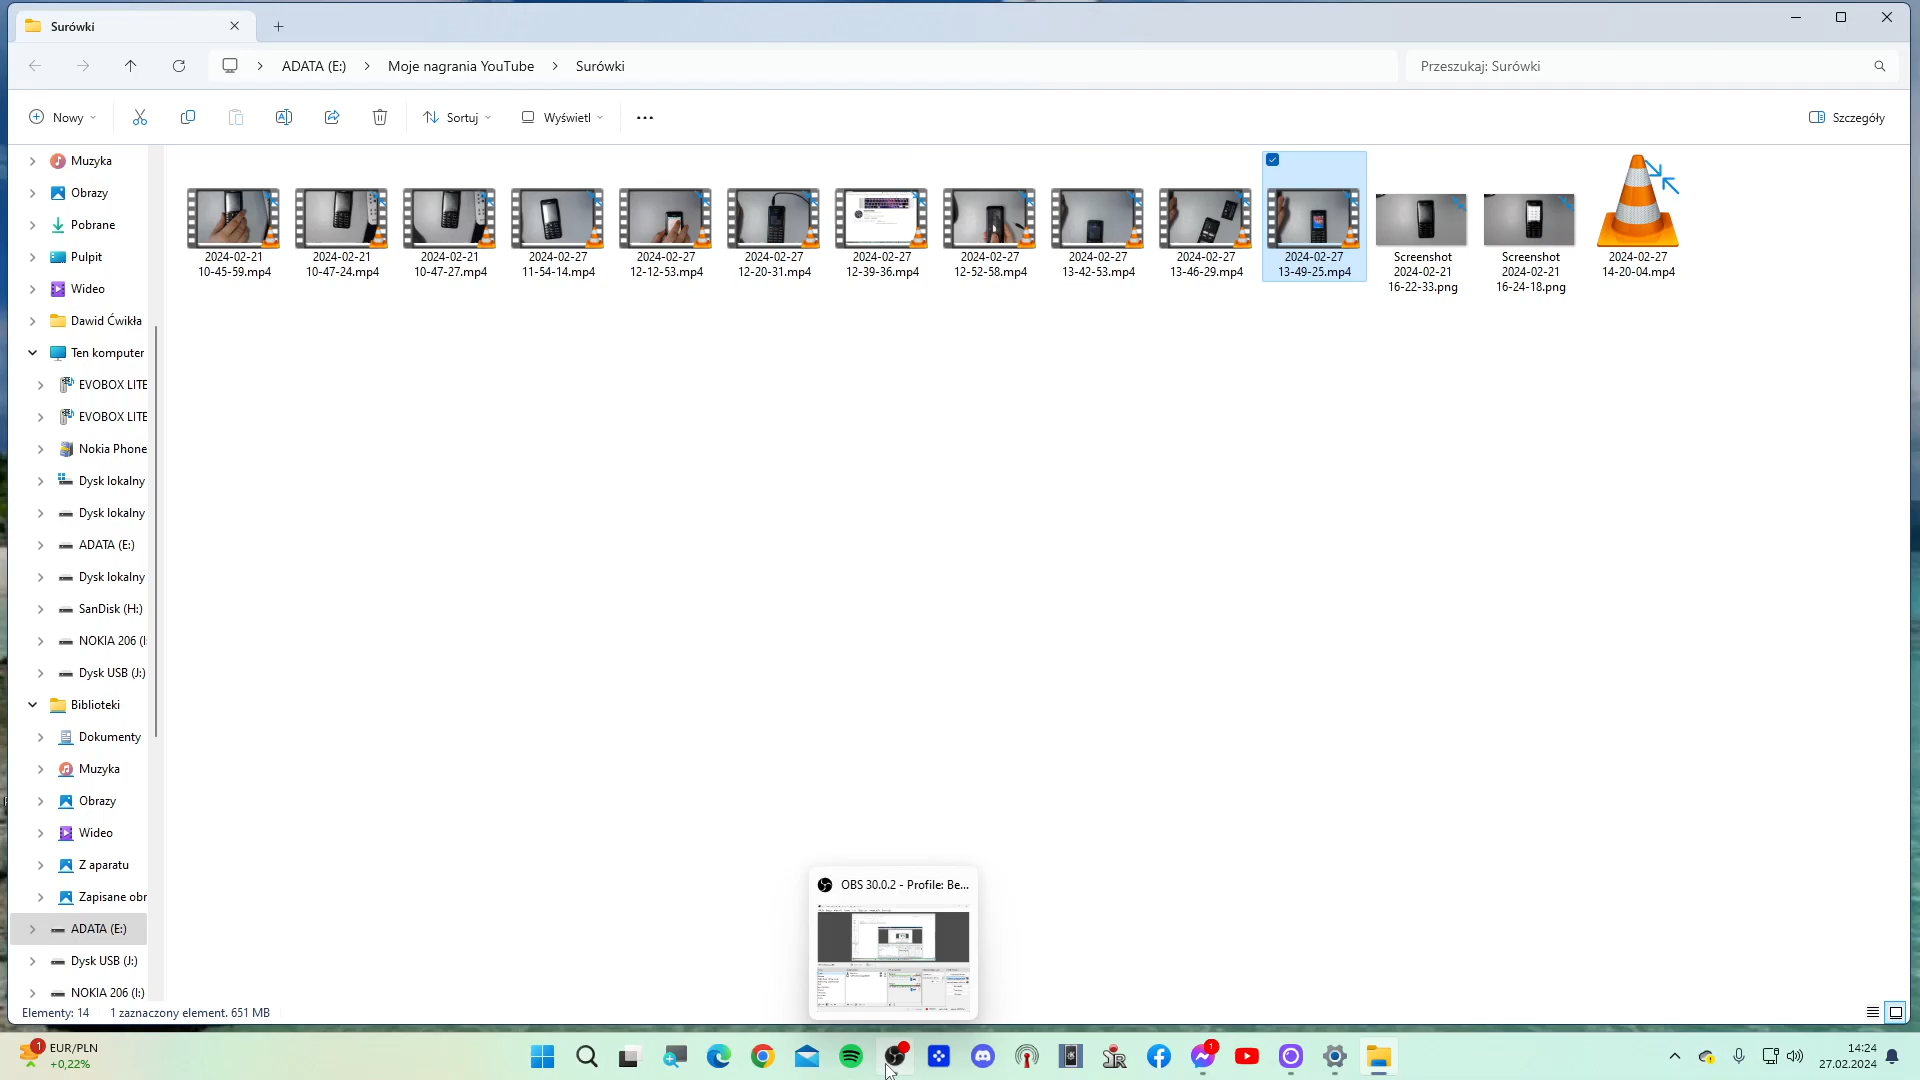 Surówki
ADATA (E:) Moje nagrania YouTube Surówki
Przeszukaj: Surówki
Nowy Sortuj Wyświetl Szczegóły
Muzyka
Obrazy
Pobrane
Pulpit
Wideo
Dawid Ćwikła
Ten komputer
EVOBOX LITE
EVOBOX LITE
Nokia Phone
Dysk lokalny
Dysk lokalny
ADATA (E:)
Dysk lokalny
SanDisk (H:)
NOKIA 206 (I:
Dysk USB (J:)
Biblioteki
Dokumenty
Muzyka
Obrazy
Wideo
Z aparatu
Zapisane obr
ADATA (E:)
Dysk USB (J:)
NOKIA 206 (I:)
2024-02-21
10-45-59.mp4
2024-02-21
10-47-24.mp4
2024-02-21
10-47-27.mp4
2024-02-27
11-54-14.mp4
2024-02-27
12-12-53.mp4
2024-02-27
12-20-31.mp4
2024-02-27
12-39-36.mp4
2024-02-27
12-52-58.mp4
2024-02-27
13-42-53.mp4
2024-02-27
13-46-29.mp4
2024-02-27
13-49-25.mp4
Screenshot
2024-02-21
16-22-33.png
Screenshot
2024-02-21
16-24-18.png
2024-02-27
14-20-04.mp4
OBS 30.0.2 - Profile: Be...
Elementy: 14 1 zaznaczony element. 651 MB
1
EUR/PLN
+0,22%
1
14:24
27.02.2024